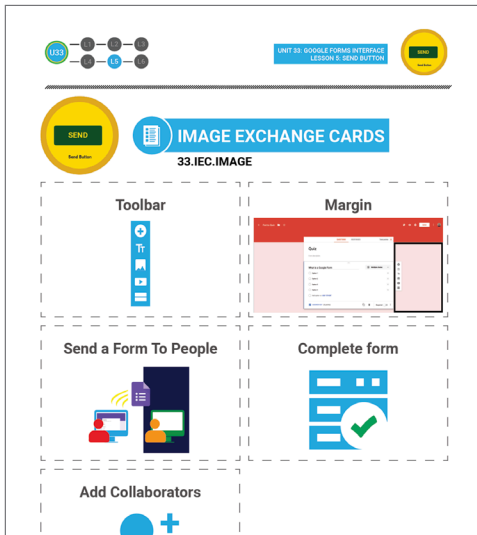 U33
L1
L2
L3
L4
L5
L6
UNIT 33: GOOGLE FORMS INTERFACE
LESSON 5: SEND BUTTON
SEND
Send Button
SEND
Send Button
IMAGE EXCHANGE CARDS
33.IEC.IMAGE
Toolbar
Margin
TT
Quiz
Send a Form To People
Complete form
Add Collaborators